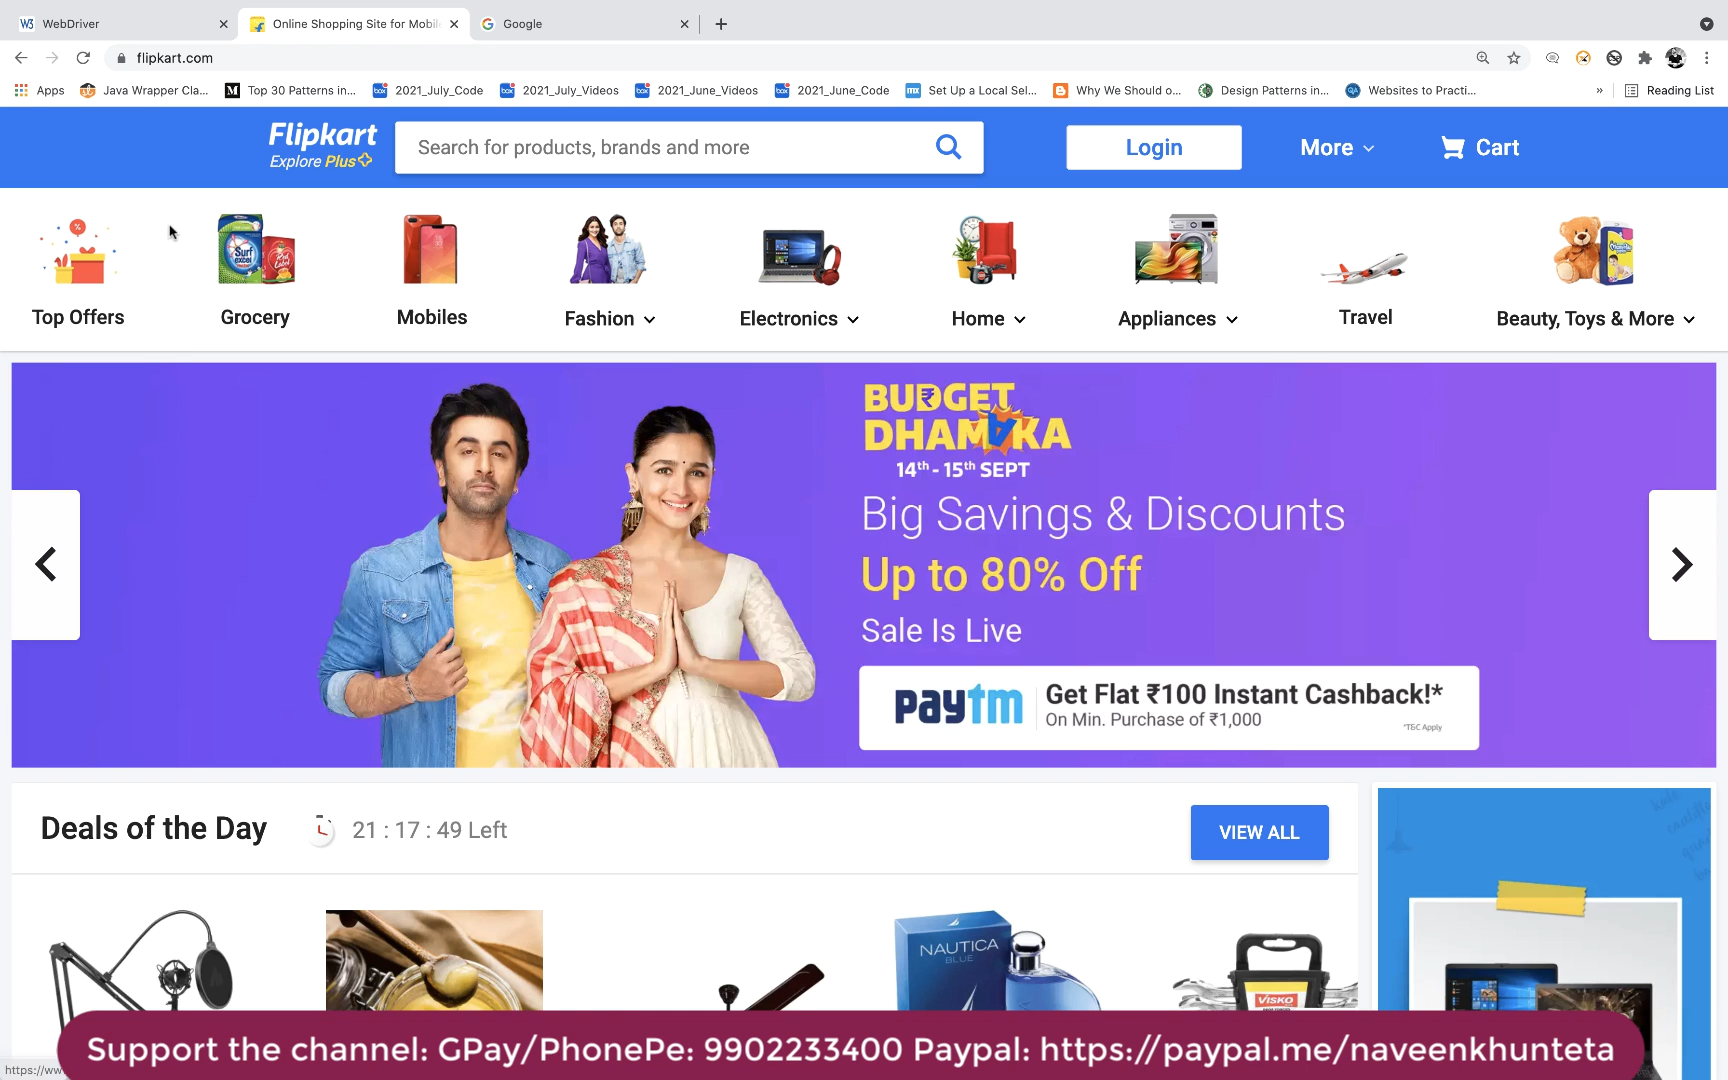 WebDriver
Online Shopping Site for Mobil
Google
flipkart.com
Apps
Java Wrapper Cla...
Top 30 Patterns in...
2021_July_Code
2021_July_Videos
2021_June_Videos
2021_June_Code
Set Up a Local Sel...
Why We Should o...
Design Patterns in...
Websites to Practi...
»
Reading List
Flipkart
Explore Plus
Search for products, brands and more
Login
More
Cart
Top Offers
Grocery
Mobiles
Fashion
Electronics
Home
Appliances
Travel
Beauty, Toys & More
BUDGET
DHAMAKA
14th - 15th SEPT
Big Savings & Discounts
Up to 80% Off
Sale Is Live
paytm
Get Flat ₹100 Instant Cashback!*
On Min. Purchase of ₹1,000
*T&C Apply
Deals of the Day
21 : 17 : 49 Left
VIEW ALL
NAUTICA
BLUE
VISKO
Support the channel: GPay/PhonePe: 9902233400 Paypal: https://paypal.me/naveenkhunteta
https://ww